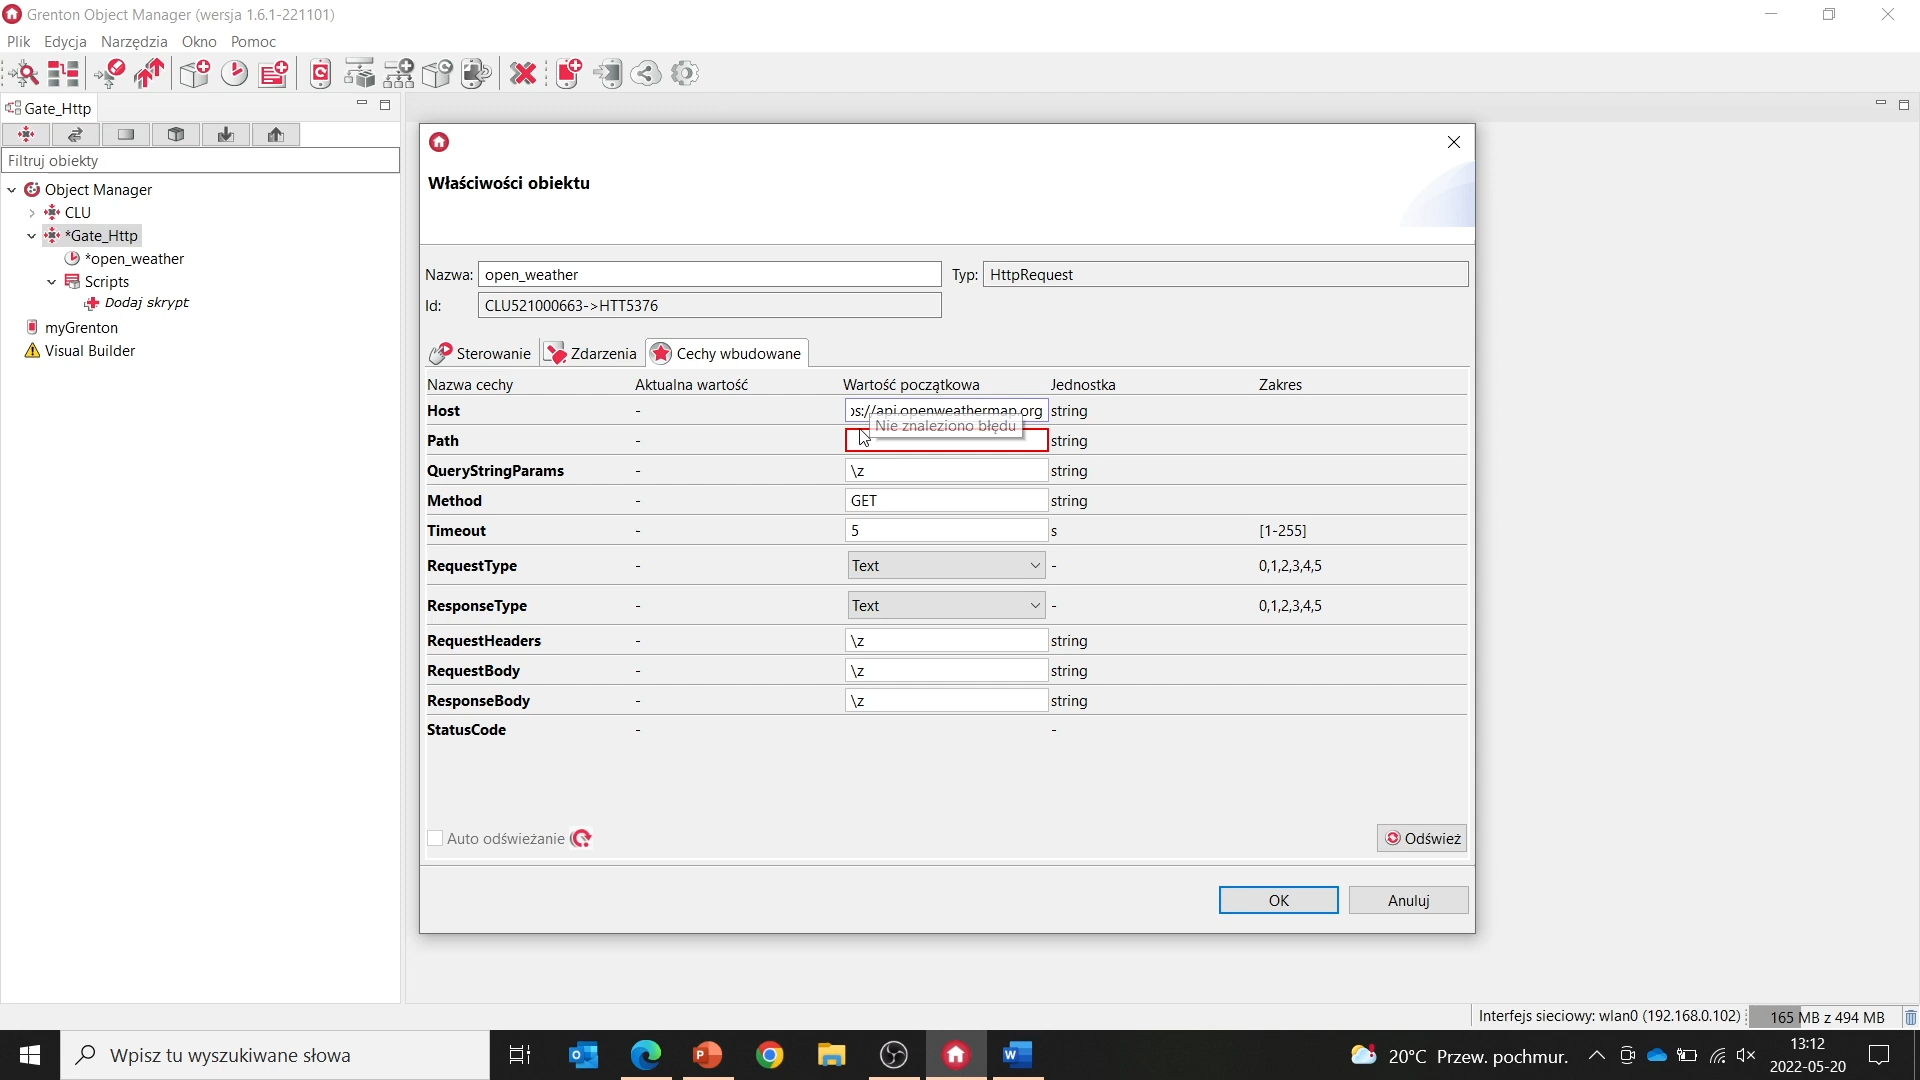 Grenton Object Manager (wersja 1.6.1-221101)
Plik Edycja Narzędzia Okno Pomoc
Gate_Http
Filtruj obiekty
Object Manager
CLU
*Gate_Http
*open_weather
Scripts
Dodaj skrypt
myGrenton
Visual Builder
Właściwości obiektu
Nazwa: open_weather Typ: HttpRequest
Id: CLU521000663->HTT5376
Sterowanie Zdarzenia Cechy wbudowane
Nazwa cechy Aktualna wartość Wartość początkowa Jednostka Zakres
Host - s://api.openweathermap.org string
Nie znaleziono błędu
Path - string
QueryStringParams - \z string
Method - GET string
Timeout - 5 s [1-255]
RequestType - Text - 0,1,2,3,4,5
ResponseType - Text - 0,1,2,3,4,5
RequestHeaders - \z string
RequestBody - \z string
ResponseBody - \z string
StatusCode - -
Auto odświeżanie Odśwież
OK Anuluj
Interfejs sieciowy: wlan0 (192.168.0.102) 165 MB z 494 MB
Wpisz tu wyszukiwane słowa
20°C Przew. pochmur.
13:12
2022-05-20